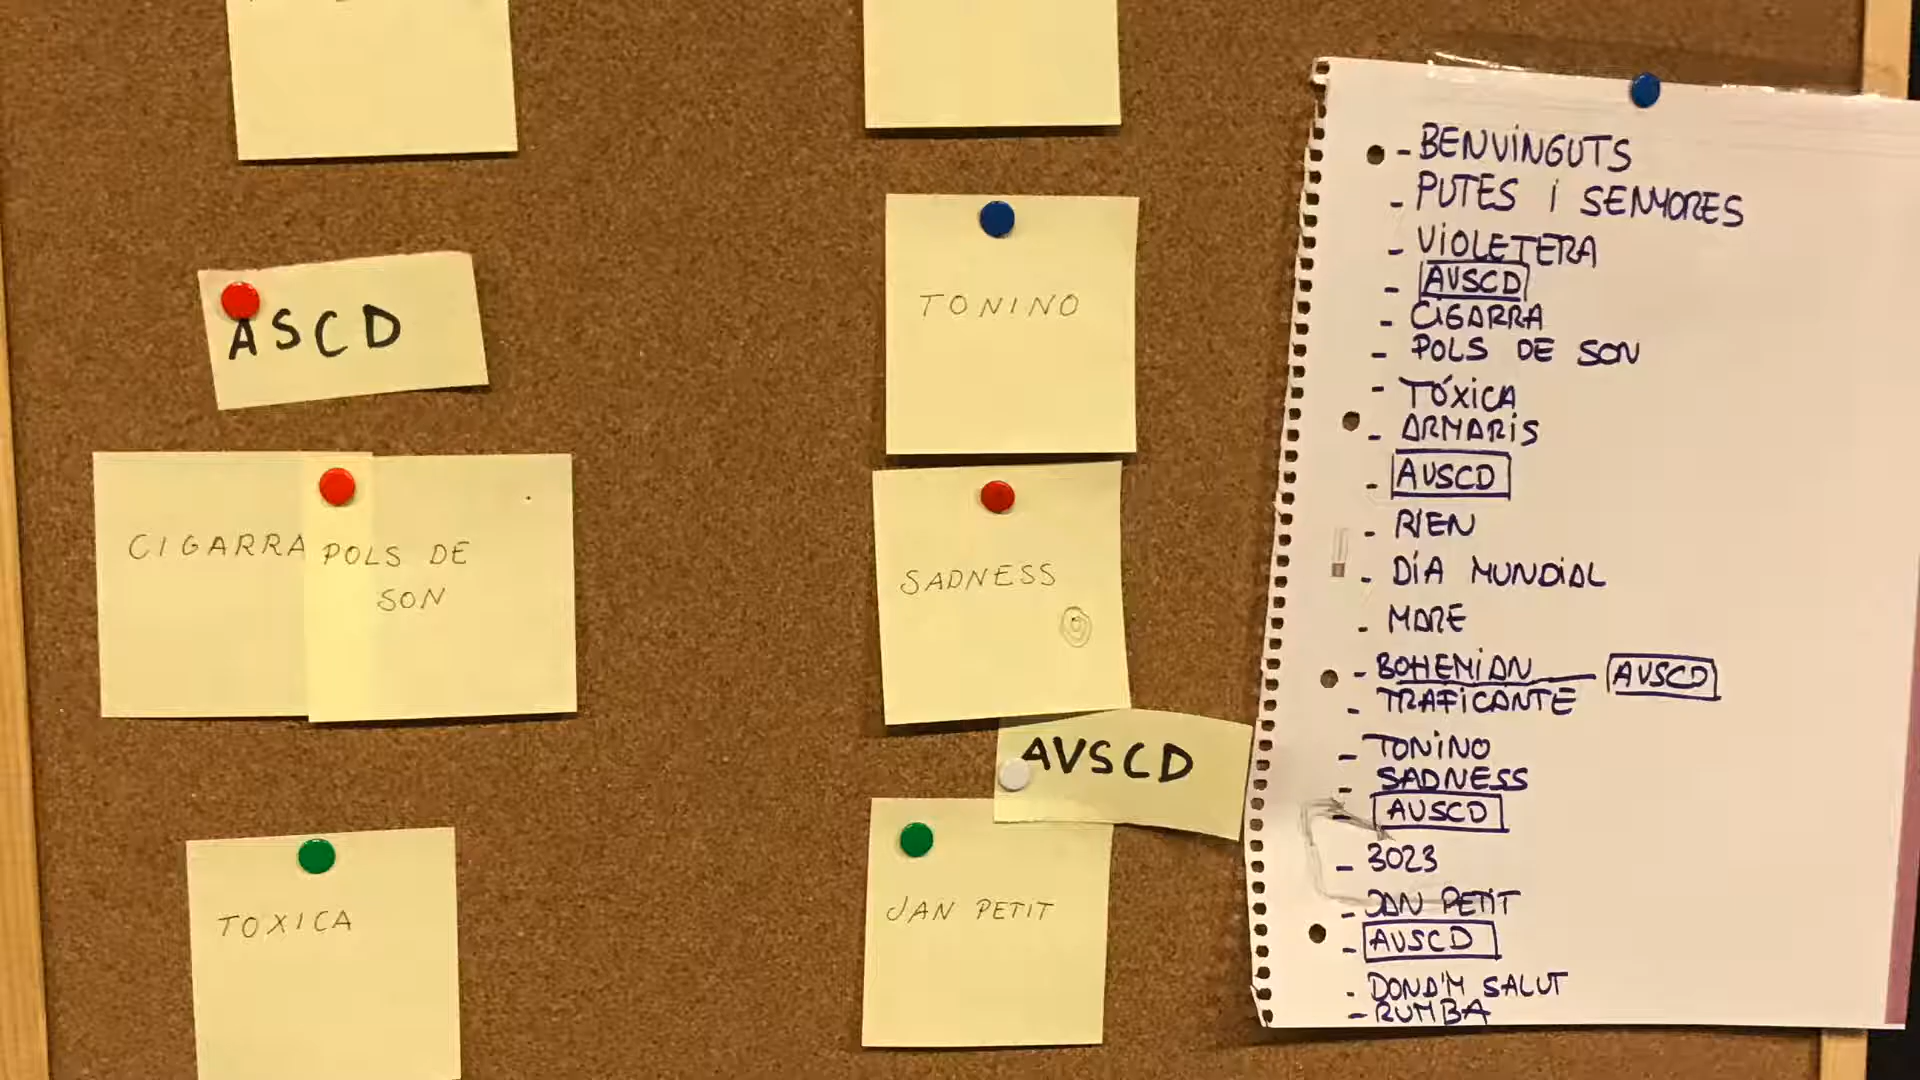 ASCD
CIGARRA
POLS DE
SON
TOXICA
TONINO
SADNESS
AVSCD
JAN PETIT
- BENVINGUTS
- PUTES I SENYORES
- VIOLETERA
- AVSCD
- CIGARRA
- POLS DE SON
- TÓXICA
- ARMARIS
- AVSCD
- RIEN
- DÍA MUNDIAL
- MARE
- BOHEMIAN — AVSCD
- TRAFICANTE
- TONINO
- SADNESS
- AVSCD
- 3023
- JAN PETIT
- AVSCD
- DONA'M SALUT
- RUMBA